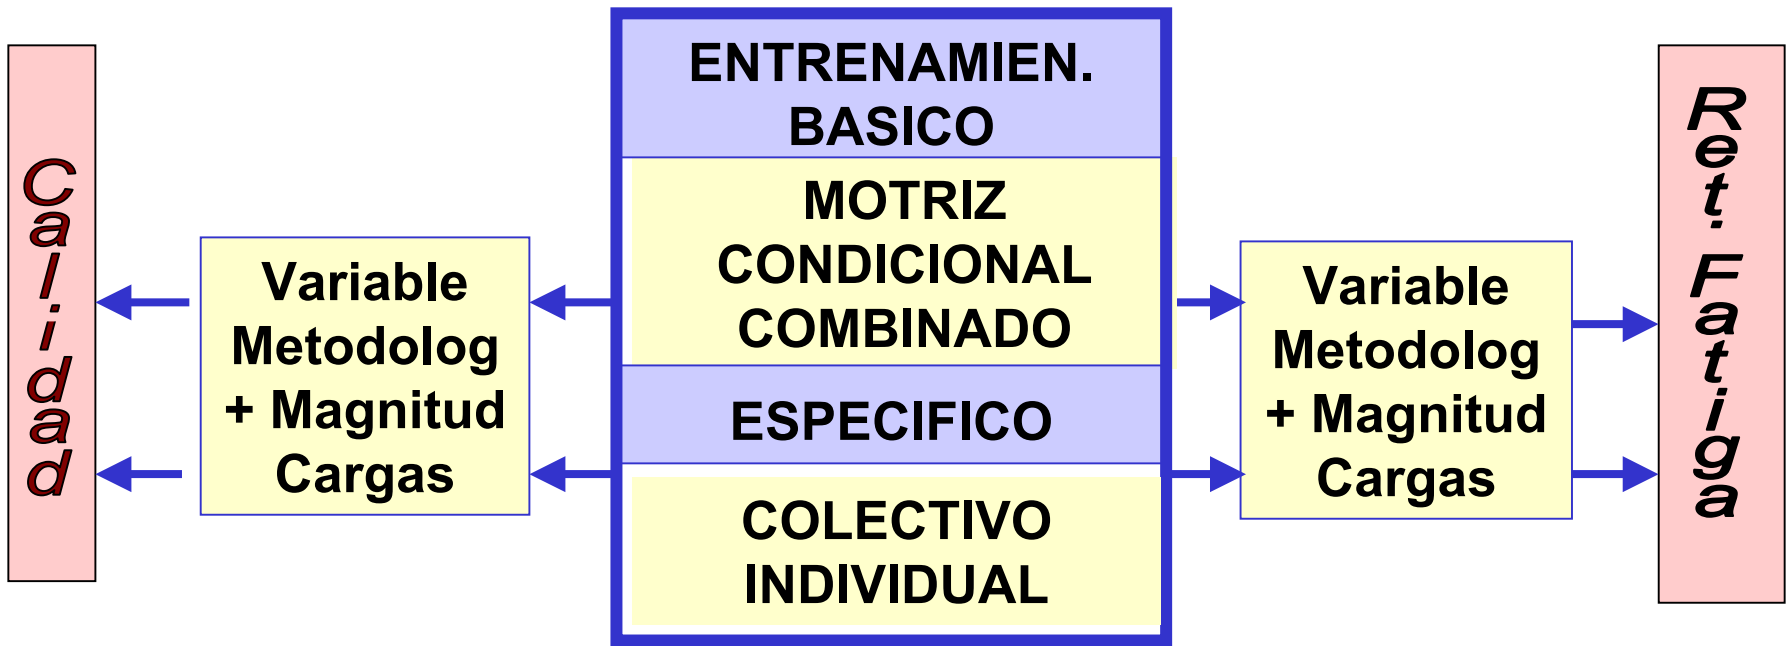 Calidad
Variable
Metodolog
+ Magnitud
Cargas
ENTRENAMIEN.
BASICO
MOTRIZ
CONDICIONAL
COMBINADO
ESPECIFICO
COLECTIVO
INDIVIDUAL
Variable
Metodolog
+ Magnitud
Cargas
Ret. Fatiga